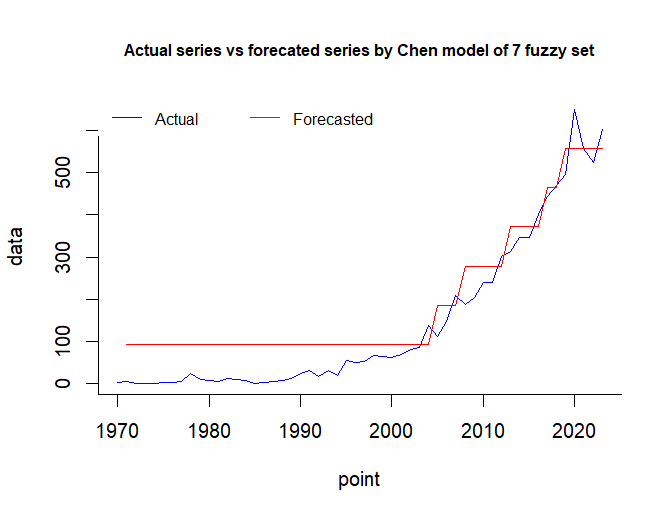 Actual series vs forecated series by Chen model of 7 fuzzy set
Actual Forecasted
500
300
100
0
data
1970 1980 1990 2000 2010 2020
point